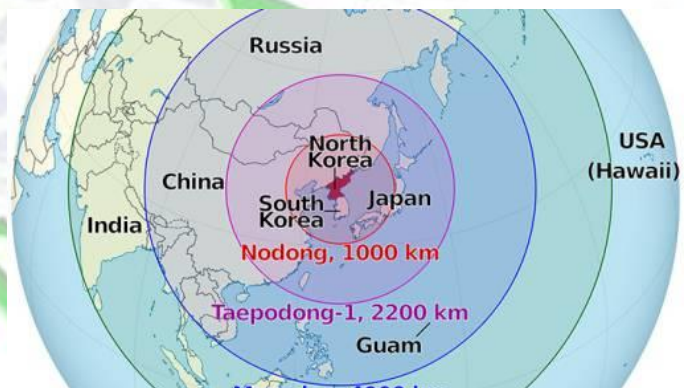 Russia
North
Korea
USA
(Hawaii)
China
South
Korea
Japan
India
Nodong, 1000 km
Taepodong-1, 2200 km
Guam